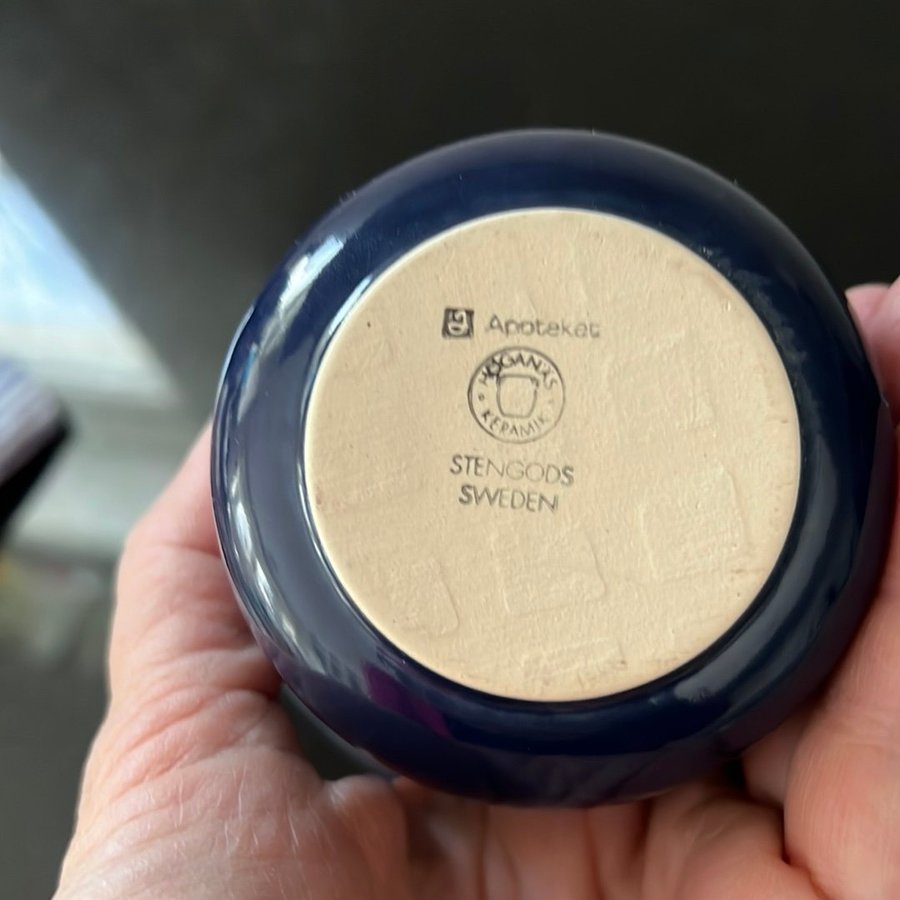 Apoteket
HÖGANÄS
KERAMIK
STENGODS
SWEDEN